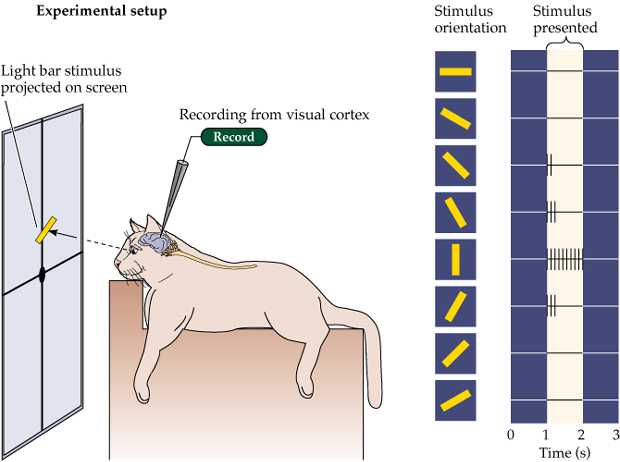 Experimental setup
Light bar stimulus
projected on screen
Recording from visual cortex
Record
Stimulus
orientation
Stimulus
presented
0 1 2 3
Time (s)